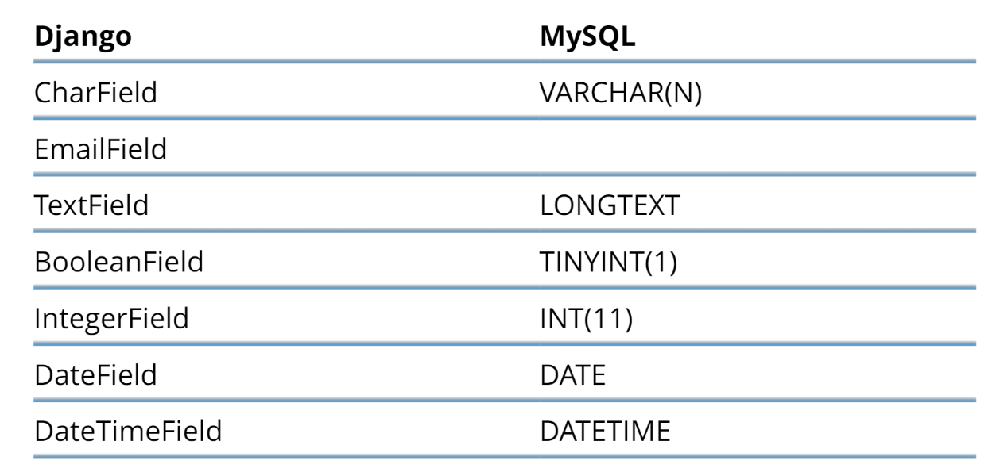 Django MySQL
CharField VARCHAR(N)
EmailField
TextField LONGTEXT
BooleanField TINYINT(1)
IntegerField INT(11)
DateField DATE
DateTimeField DATETIME